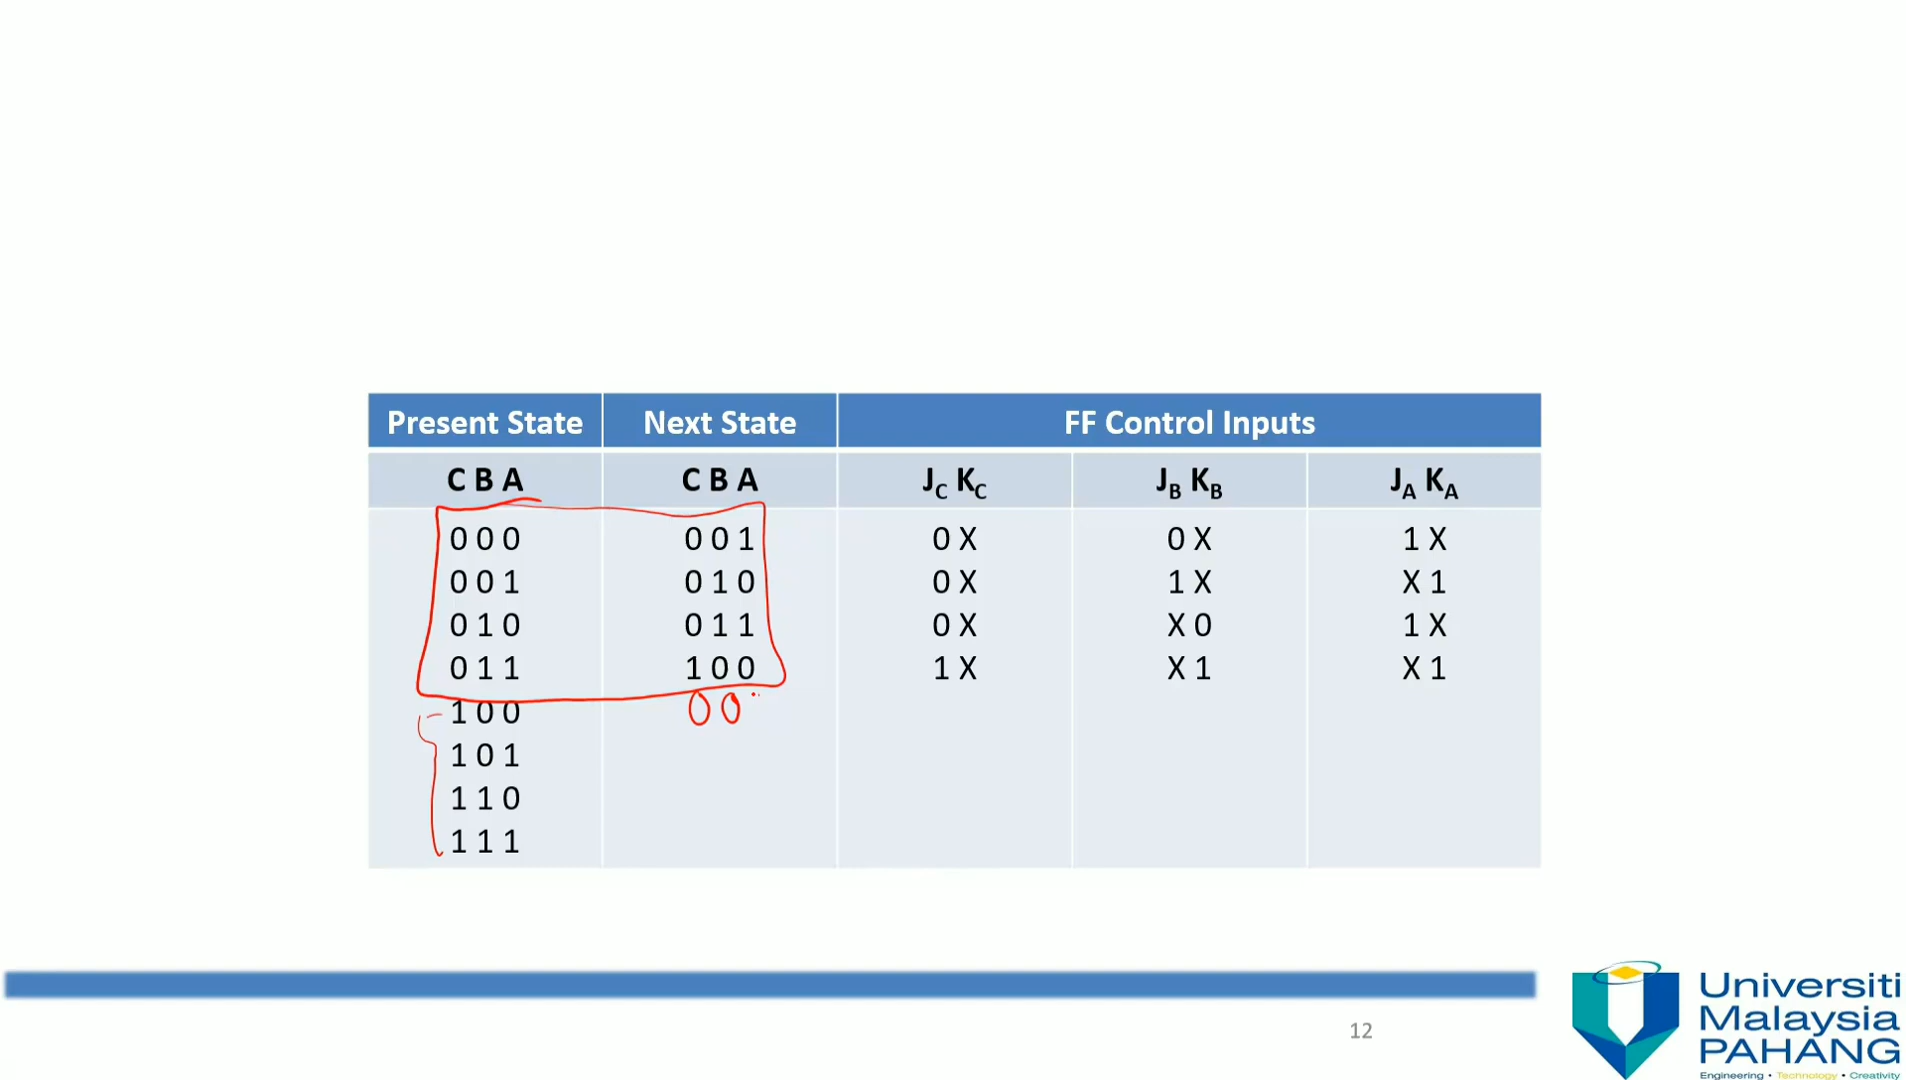 Present State Next State FF Control Inputs
C B A C B A JC KC JB KB JA KA
0 0 0 0 0 1 0 X 0 X 1 X
0 0 1 0 1 0 0 X 1 X X 1
0 1 0 0 1 1 0 X X 0 1 X
0 1 1 1 0 0 1 X X 1 X 1
1 0 0 0 0
1 0 1
1 1 0
1 1 1
12
Universiti
Malaysia
PAHANG
Engineering • Technology • Creativity